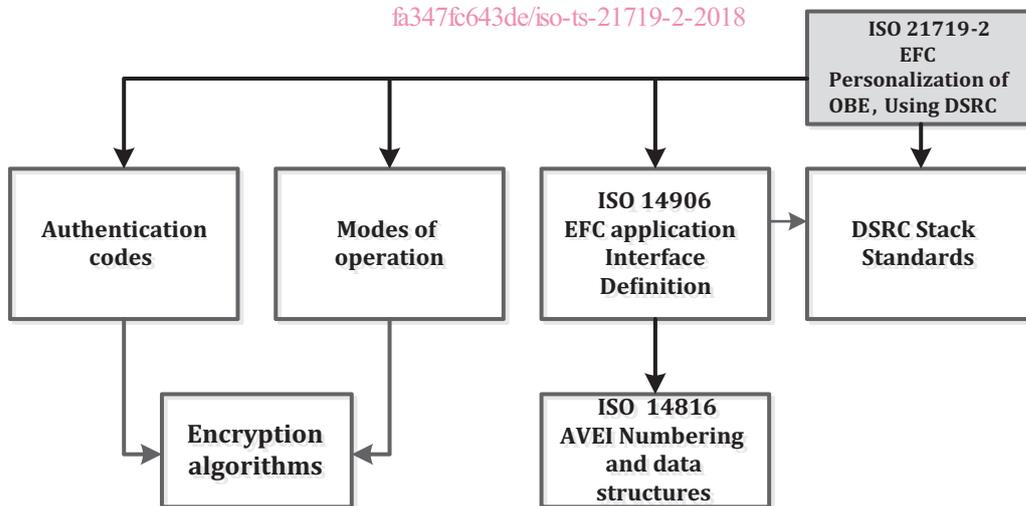 fa347fc643de/iso-ts-21719-2-2018
ISO 21719-2
EFC
Personalization of
OBE, Using DSRC
Authentication
codes
Modes of
operation
ISO 14906
EFC application
Interface
Definition
DSRC Stack
Standards
Encryption
algorithms
ISO 14816
AVEI Numbering
and data
structures